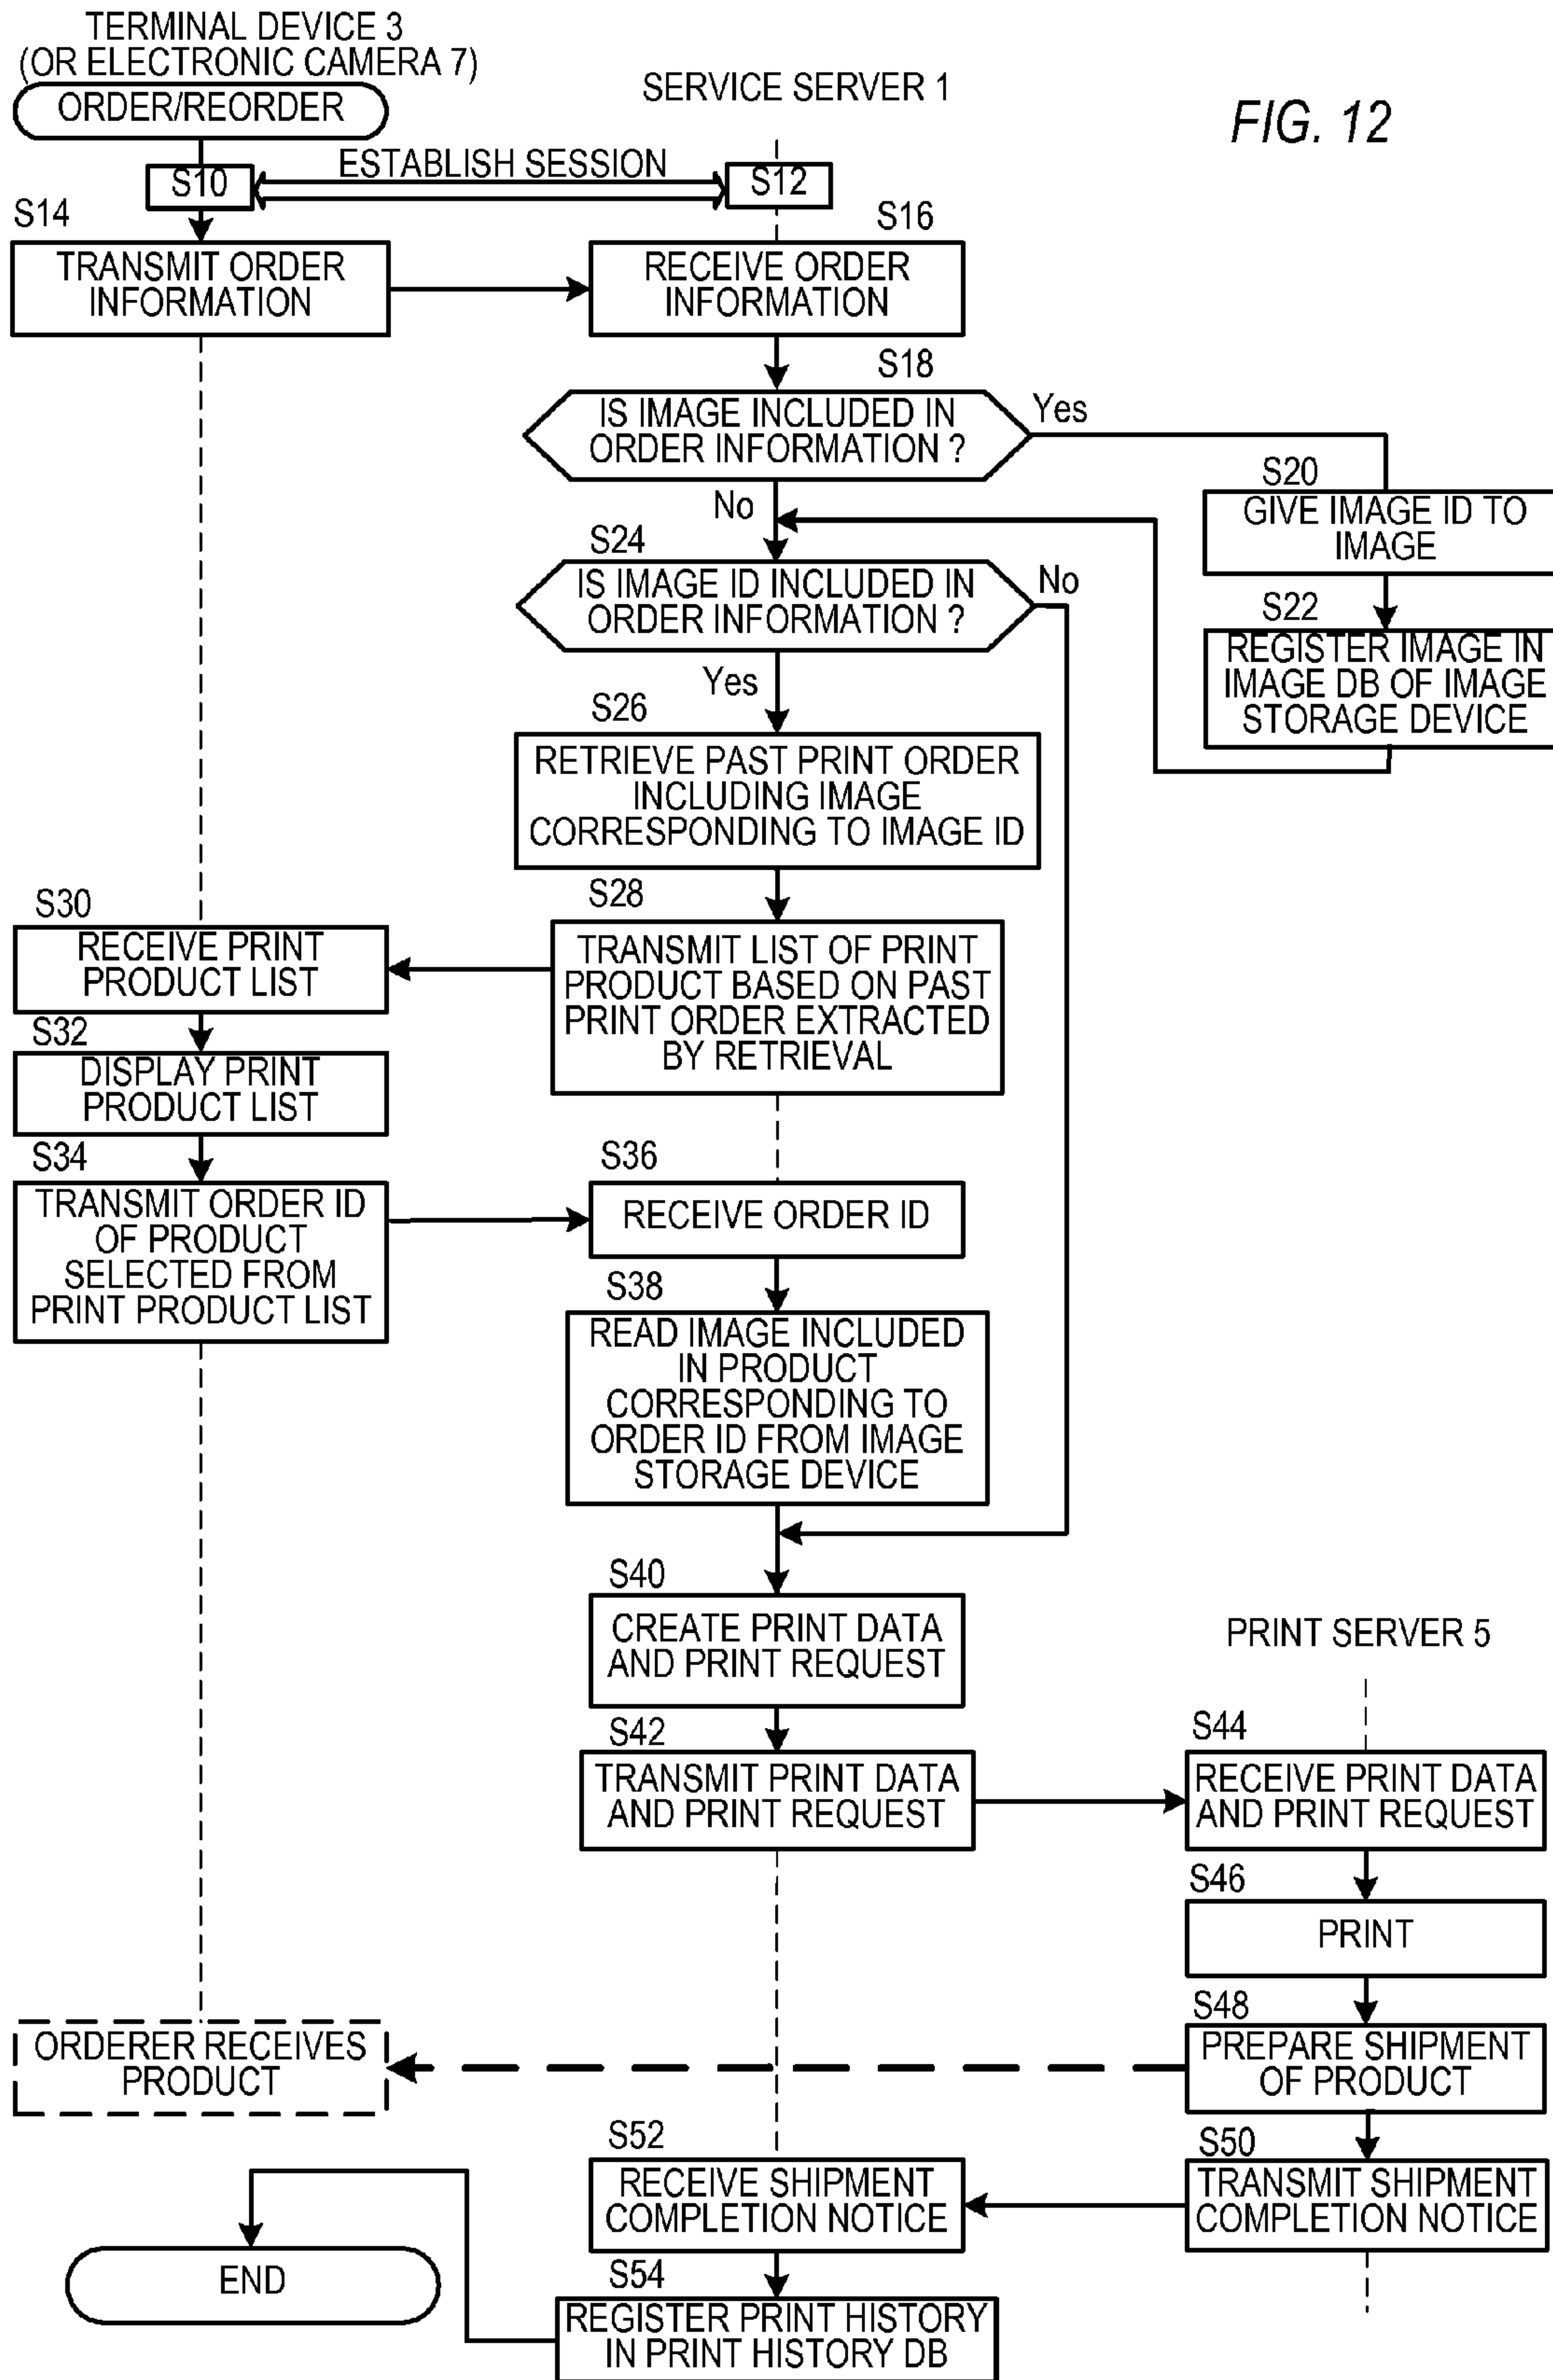 TERMINAL DEVICE 3
(OR ELECTRONIC CAMERA 7)
ORDER/REORDER
SERVICE SERVER 1
FIG. 12
S10
ESTABLISH SESSION
S12
S14
TRANSMIT ORDER
INFORMATION
S16
RECEIVE ORDER
INFORMATION
S18
IS IMAGE INCLUDED IN
ORDER INFORMATION ?
Yes
No
S20
GIVE IMAGE ID TO
IMAGE
S22
REGISTER IMAGE IN
IMAGE DB OF IMAGE
STORAGE DEVICE
S24
IS IMAGE ID INCLUDED IN
ORDER INFORMATION ?
No
Yes
S26
RETRIEVE PAST PRINT ORDER
INCLUDING IMAGE
CORRESPONDING TO IMAGE ID
S28
TRANSMIT LIST OF PRINT
PRODUCT BASED ON PAST
PRINT ORDER EXTRACTED
BY RETRIEVAL
S30
RECEIVE PRINT
PRODUCT LIST
S32
DISPLAY PRINT
PRODUCT LIST
S34
TRANSMIT ORDER ID
OF PRODUCT
SELECTED FROM
PRINT PRODUCT LIST
S36
RECEIVE ORDER ID
S38
READ IMAGE INCLUDED
IN PRODUCT
CORRESPONDING TO
ORDER ID FROM IMAGE
STORAGE DEVICE
S40
CREATE PRINT DATA
AND PRINT REQUEST
PRINT SERVER 5
S42
TRANSMIT PRINT DATA
AND PRINT REQUEST
S44
RECEIVE PRINT DATA
AND PRINT REQUEST
S46
PRINT
S48
PREPARE SHIPMENT
OF PRODUCT
ORDERER RECEIVES
PRODUCT
S50
TRANSMIT SHIPMENT
COMPLETION NOTICE
S52
RECEIVE SHIPMENT
COMPLETION NOTICE
S54
REGISTER PRINT HISTORY
IN PRINT HISTORY DB
END